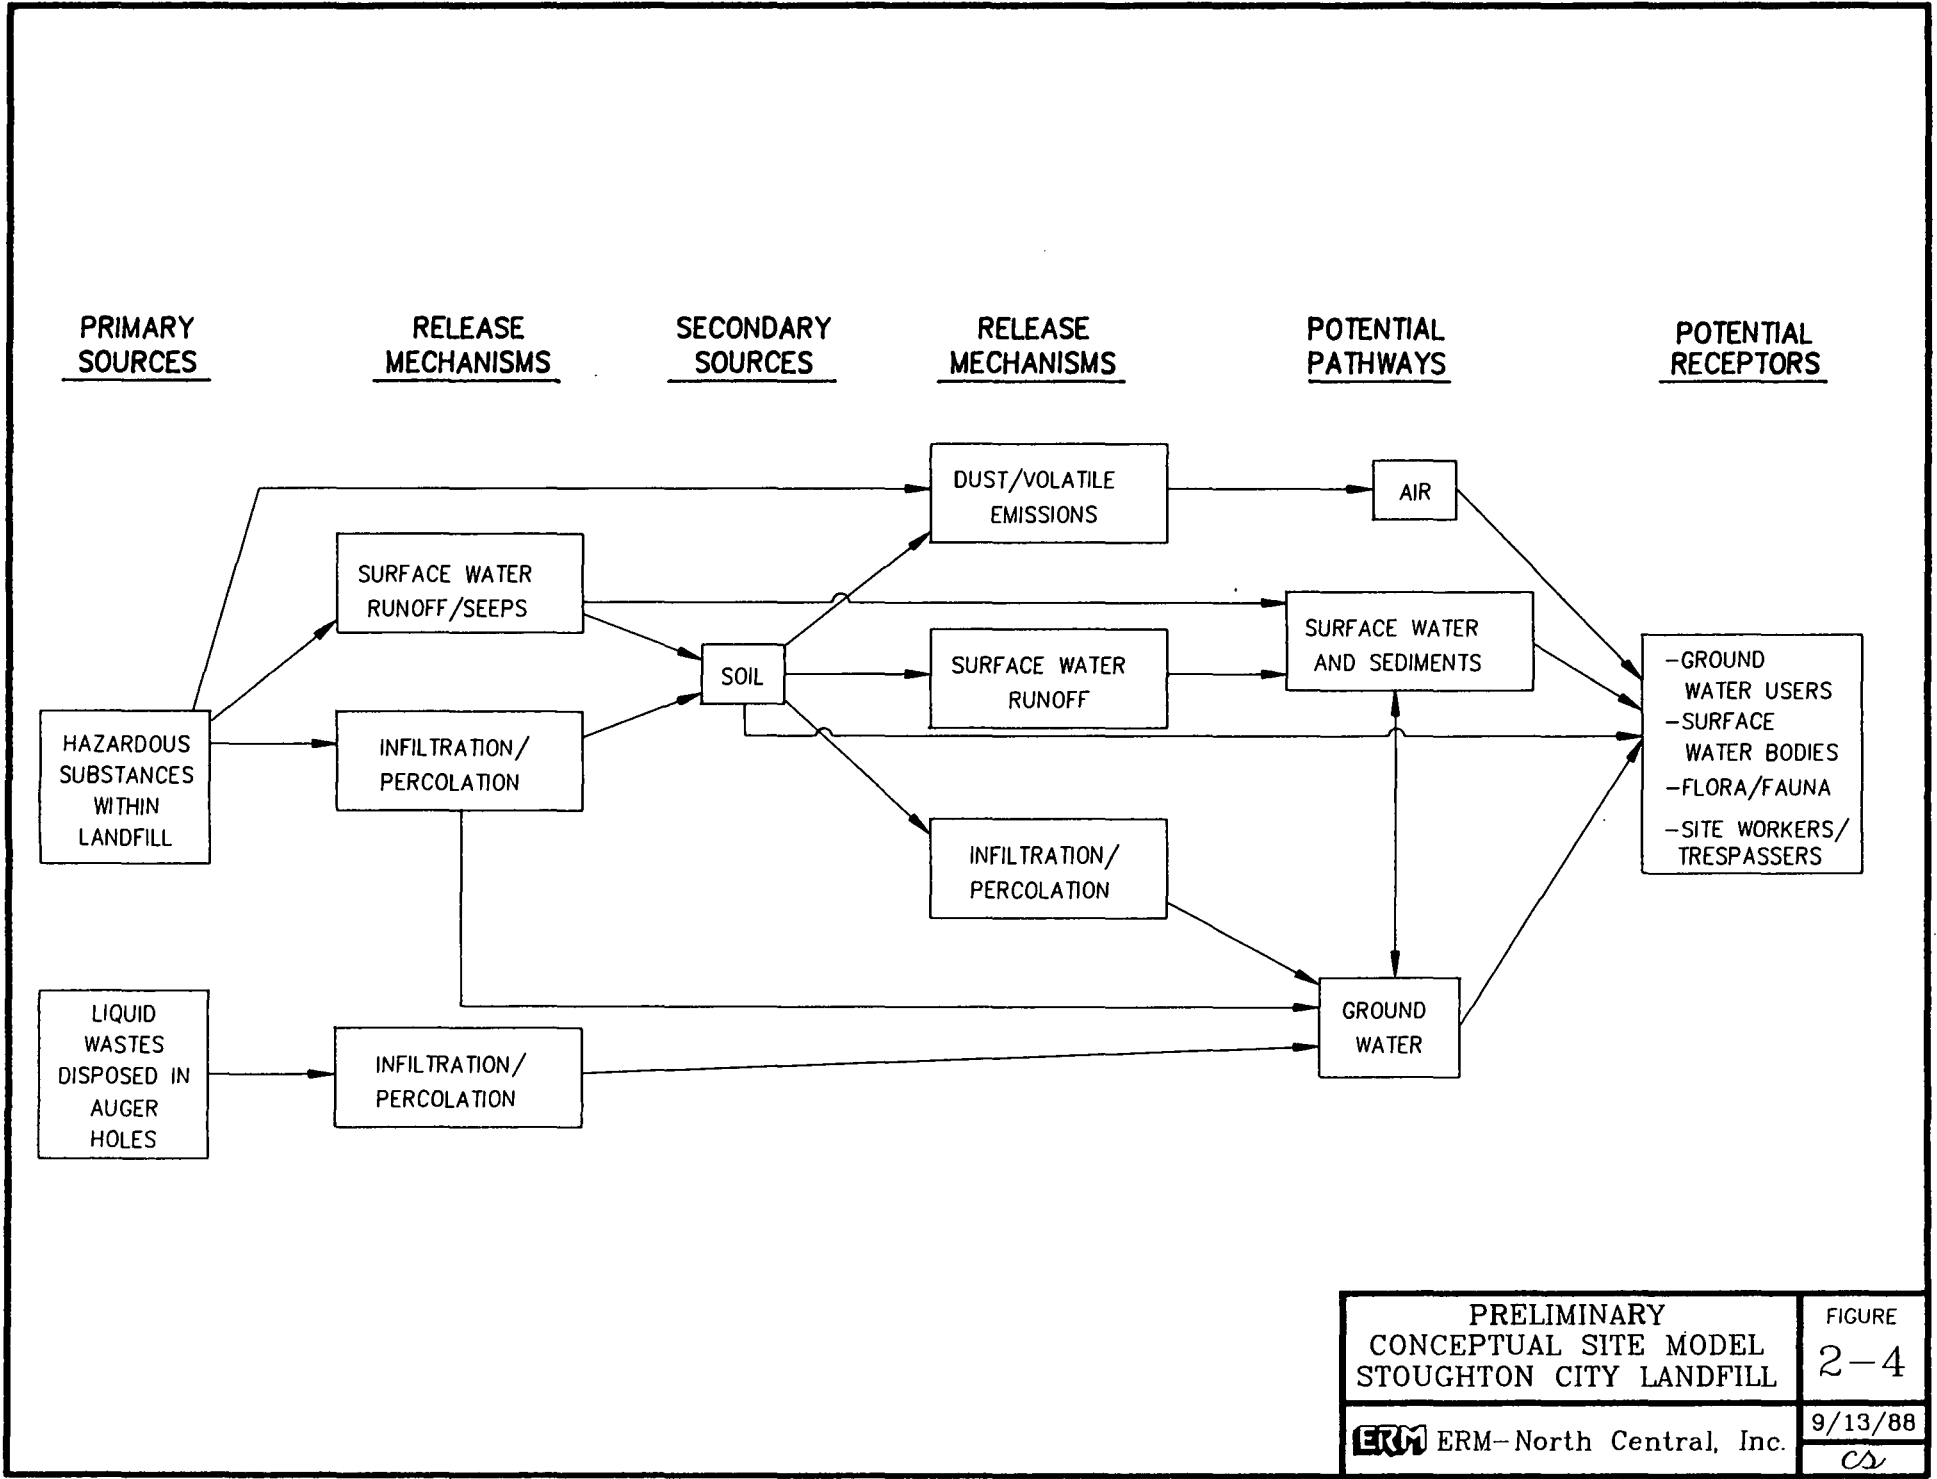 PRIMARY
SOURCES
RELEASE
MECHANISMS
SECONDARY
SOURCES
RELEASE
MECHANISMS
POTENTIAL
PATHWAYS
POTENTIAL
RECEPTORS
DUST/VOLATILE
EMISSIONS
AIR
SURFACE WATER
RUNOFF/SEEPS
SURFACE WATER
AND SEDIMENTS
SOIL
SURFACE WATER
RUNOFF
-GROUND
WATER USERS
-SURFACE
WATER BODIES
-FLORA/FAUNA
-SITE WORKERS/
TRESPASSERS
HAZARDOUS
SUBSTANCES
WITHIN
LANDFILL
INFILTRATION/
PERCOLATION
INFILTRATION/
PERCOLATION
LIQUID
WASTES
DISPOSED IN
AUGER
HOLES
INFILTRATION/
PERCOLATION
GROUND
WATER
PRELIMINARY
CONCEPTUAL SITE MODEL
STOUGHTON CITY LANDFILL
FIGURE
2-4
ERM ERM-North Central, Inc.
9/13/88
cs